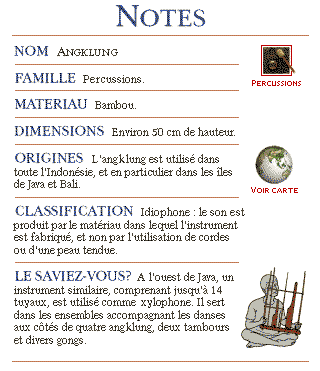 NOTES
NOM ANGKLUNG
FAMILLE Percussions.
PERCUSSIONS
MATERIAU Bambou.
DIMENSIONS Environ 50 cm de hauteur.
ORIGINES L'angklung est utilisé dans
toute l'Indonésie, et en particulier dans les îles
de Java et Bali.
VOIR CARTE
CLASSIFICATION Idiophone : le son est
produit par le matériau dans lequel l'instrument
est fabriqué, et non par l'utilisation de cordes
ou d'une peau tendue.
LE SAVIEZ-VOUS? A l'ouest de Java, un
instrument similaire, comprenant jusqu'à 14
tuyaux, est utilisé comme xylophone. Il sert
dans les ensembles accompagnant les danses
aux côtés de quatre angklung, deux tambours
et divers gongs.